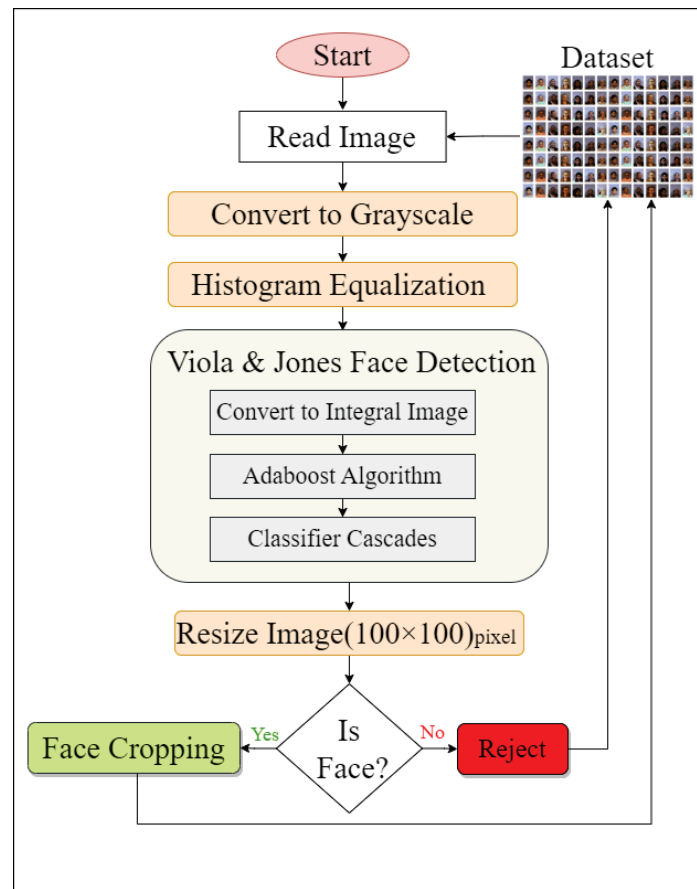 Start
Dataset
Read Image
Convert to Grayscale
Histogram Equalization
Viola & Jones Face Detection
Convert to Integral Image
Adaboost Algorithm
Classifier Cascades
Resize Image(100×100)pixel
Yes
Is
Face?
No
Face Cropping
Reject